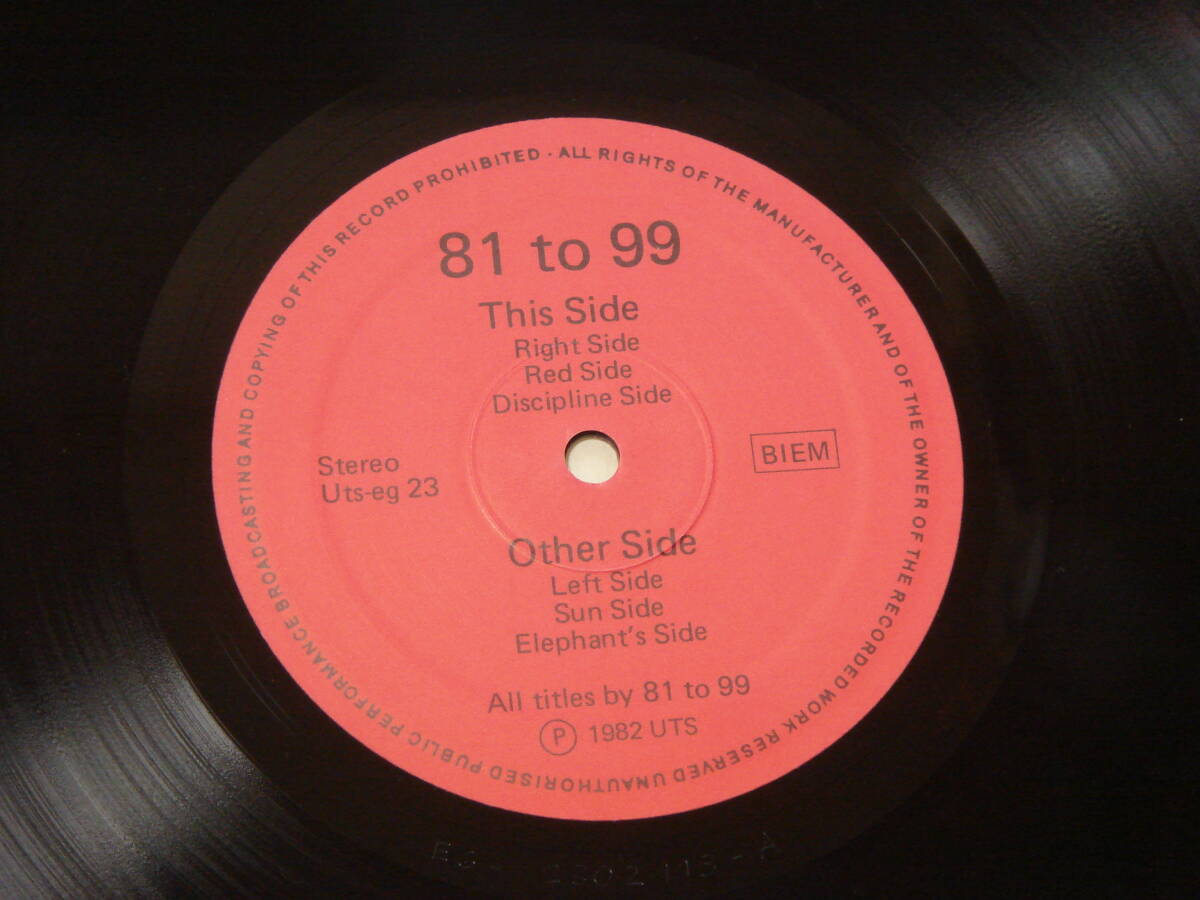 ALL RIGHTS OF THE MANUFACTURER AND OF THE OWNER OF THE RECORDED WORK RESERVED UNAUTHORISED PUBLIC PERFORMANCE BROADCASTING AND COPYING OF THIS RECORD PROHIBITED ·
81 to 99
This Side
Right Side
Red Side
Discipline Side
Stereo
Uts-eg 23
BIEM
Other Side
Left Side
Sun Side
Elephant's Side
All titles by 81 to 99
Ⓟ 1982 UTS